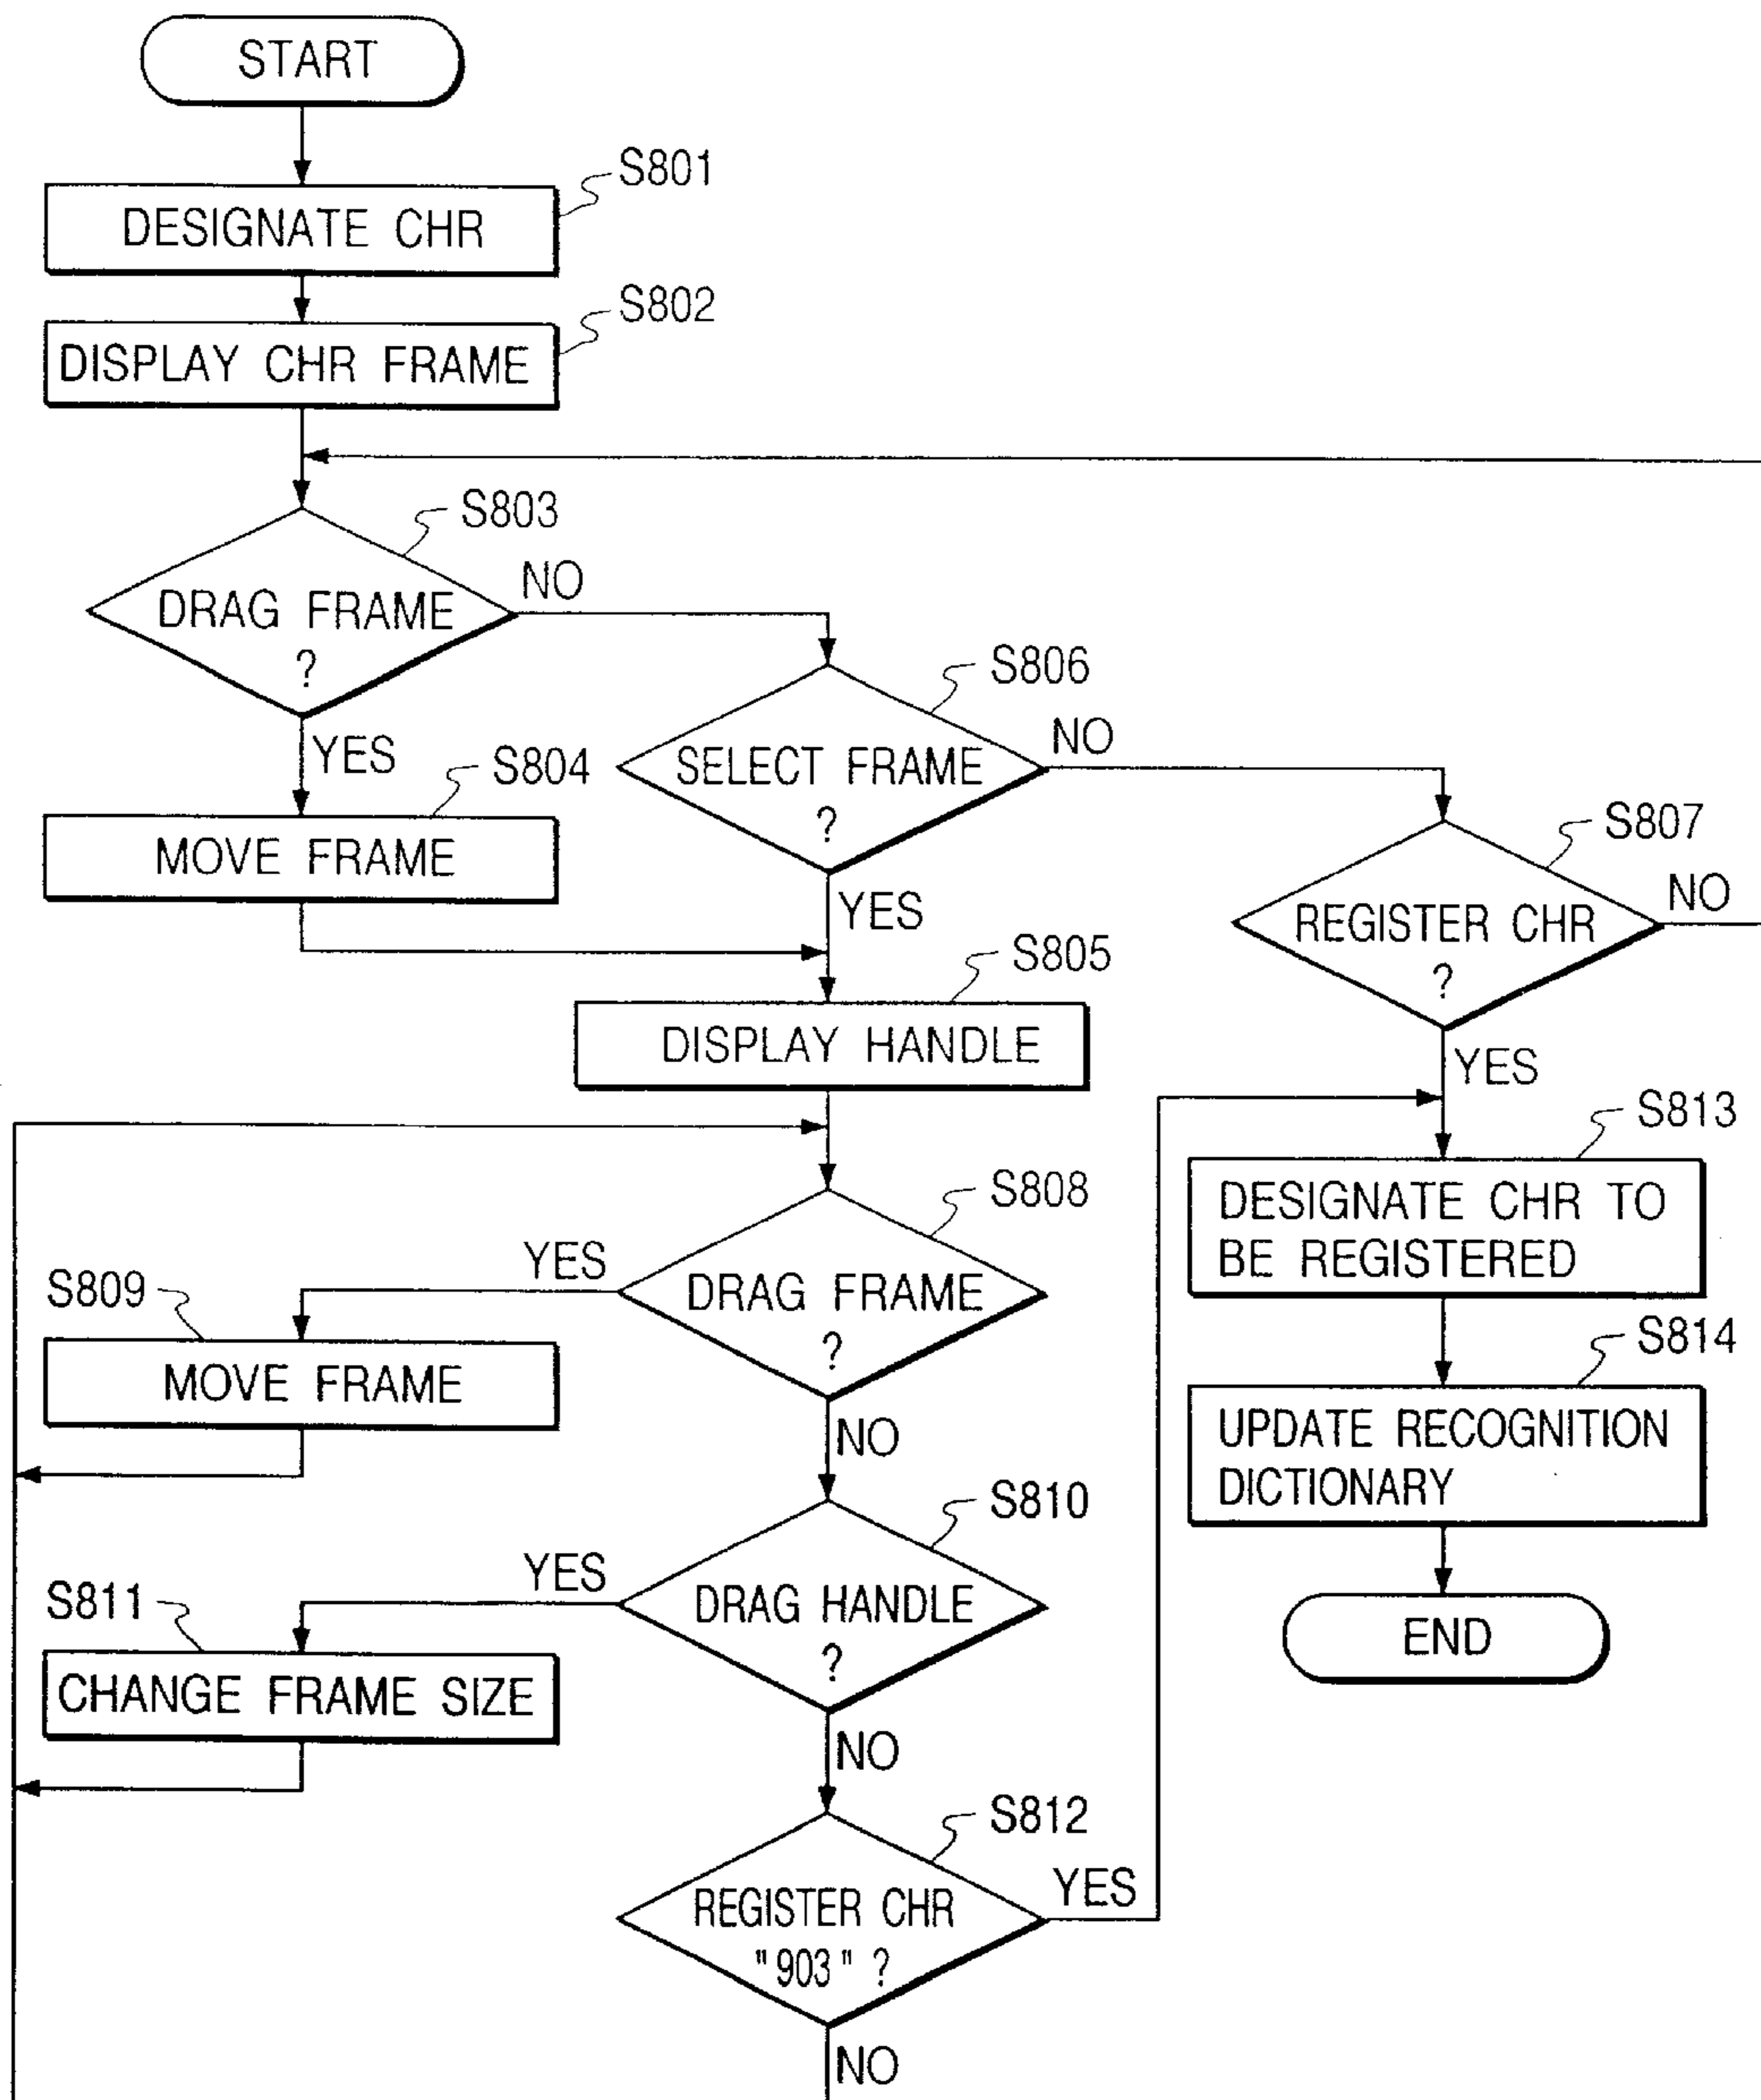 START
S801
DESIGNATE CHR
S802
DISPLAY CHR FRAME
S803
DRAG FRAME
?
NO
YES
S804
MOVE FRAME
S806
SELECT FRAME
?
NO
YES
S807
REGISTER CHR
?
NO
YES
S805
DISPLAY HANDLE
S808
DRAG FRAME
?
YES
NO
S809
MOVE FRAME
S810
DRAG HANDLE
?
YES
NO
S811
CHANGE FRAME SIZE
S812
REGISTER CHR
"903" ?
YES
NO
S813
DESIGNATE CHR TO
BE REGISTERED
S814
UPDATE RECOGNITION
DICTIONARY
END